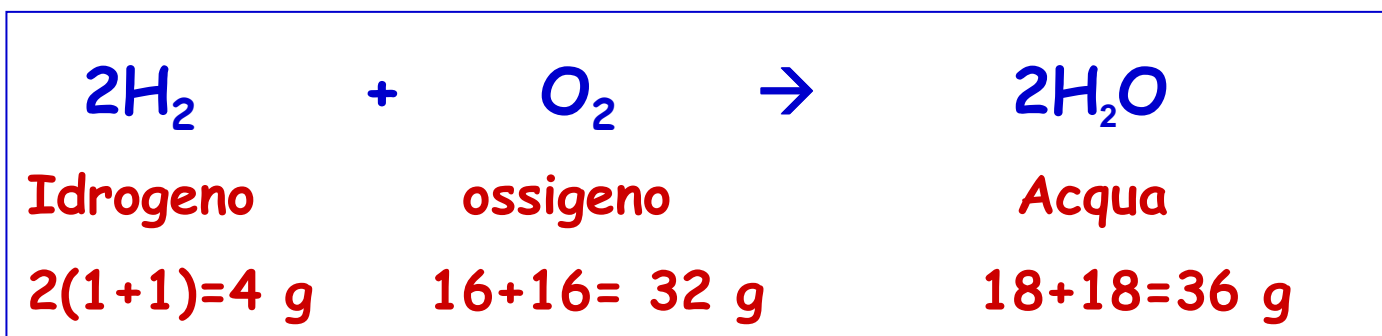 2H₂ + O₂ → 2H₂O
Idrogeno ossigeno Acqua
2(1+1)=4 g 16+16= 32 g 18+18=36 g